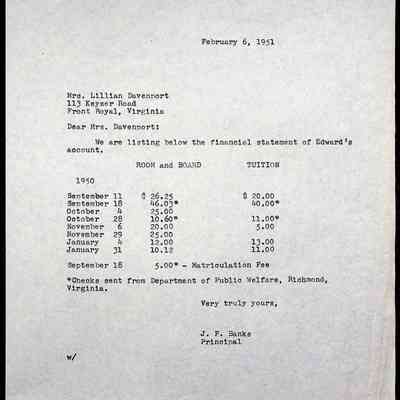 February 6, 1951
Mrs. Lillian Davenport
113 Keyzer Road
Front Royal, Virginia
Dear Mrs. Davenport:
We are listing below the financial statement of Edward's
account.
ROOM and BOARD TUITION
1950
September 11 $ 26.25 $ 20.00
September 18 46.03* 40.00*
October 4 25.00
October 28 10.60* 11.00*
November 6 20.00 5.00
November 29 25.00
January 4 12.00 13.00
January 31 10.12 11.00
September 18 5.00* - Matriculation Fee
*Checks sent from Department of Public Welfare, Richmond,
Virginia.
Very truly yours,
J. F. Banks
Principal
w/